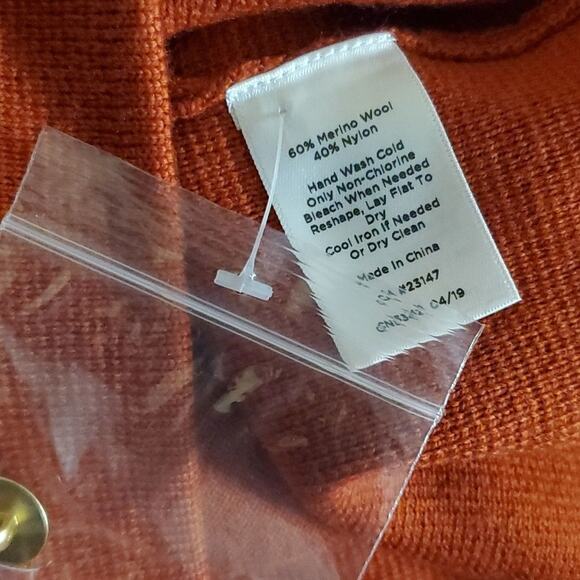 60% Merino Wool
40% Nylon
Hand Wash Cold
Only Non-Chlorine
Bleach When Needed
Reshape, Lay Flat To
Dry
Cool Iron If Needed
Or Dry Clean
Made In China
#23147
04/19